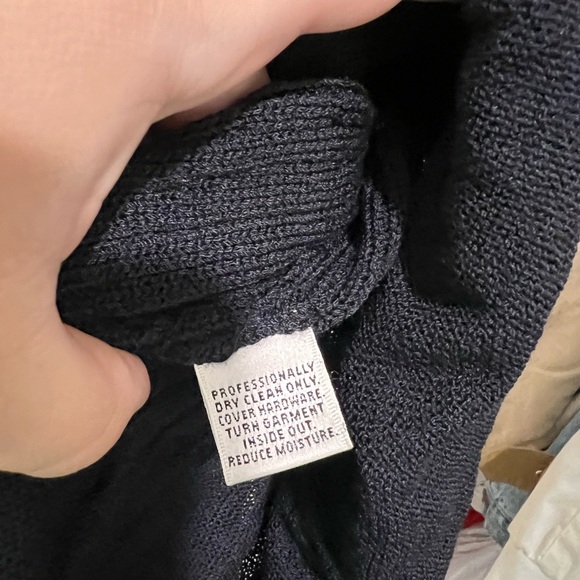 PROFESSIONALLY
DRY CLEAN ONLY.
COVER HARDWARE.
TURN GARMENT
INSIDE OUT.
REDUCE MOISTURE.